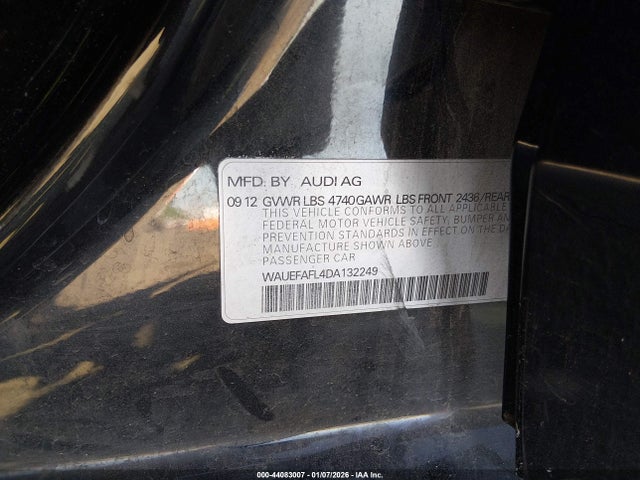 MFD. BY AUDI AG
09 12 GVWR LBS 4740GAWR LBS FRONT 2436/REAR
THIS VEHICLE CONFORMS TO ALL APPLICABLE
FEDERAL MOTOR VEHICLE SAFETY, BUMPER AN
PREVENTION STANDARDS IN EFFECT ON THE DA
MANUFACTURE SHOWN ABOVE
PASSENGER CAR
WAUEFAFL4DA132249
000-44083007 - 01/07/2026 - IAA Inc.